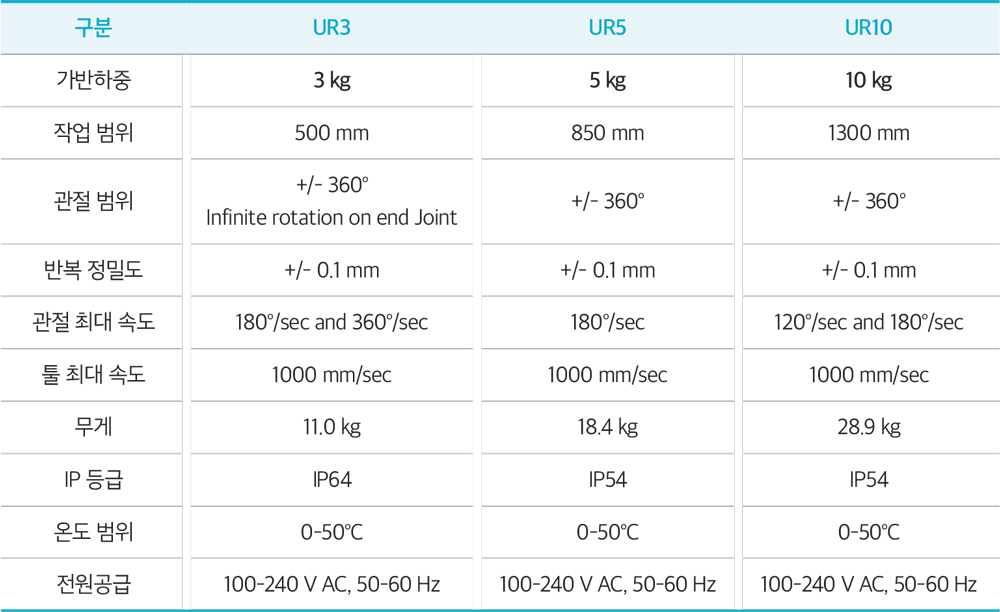 구분 UR3 UR5 UR10
가반하중 3 kg 5 kg 10 kg
작업 범위 500 mm 850 mm 1300 mm
관절 범위 +/- 360° Infinite rotation on end Joint +/- 360° +/- 360°
반복 정밀도 +/- 0.1 mm +/- 0.1 mm +/- 0.1 mm
관절 최대 속도 180°/sec and 360°/sec 180°/sec 120°/sec and 180°/sec
툴 최대 속도 1000 mm/sec 1000 mm/sec 1000 mm/sec
무게 11.0 kg 18.4 kg 28.9 kg
IP 등급 IP64 IP54 IP54
온도 범위 0-50°C 0-50°C 0-50°C
전원공급 100-240 V AC, 50-60 Hz 100-240 V AC, 50-60 Hz 100-240 V AC, 50-60 Hz